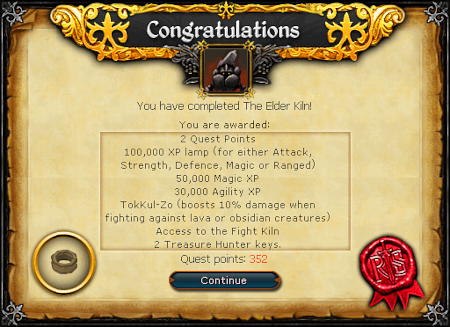 Congratulations
You have completed The Elder Kiln!
You are awarded:
2 Quest Points
100,000 XP lamp (for either Attack,
Strength, Defence, Magic or Ranged)
50,000 Magic XP
30,000 Agility XP
TokKul-Zo (boosts 10% damage when
fighting against lava or obsidian creatures)
Access to the Fight Kiln
2 Treasure Hunter keys.
Quest points: 352
Continue
RS